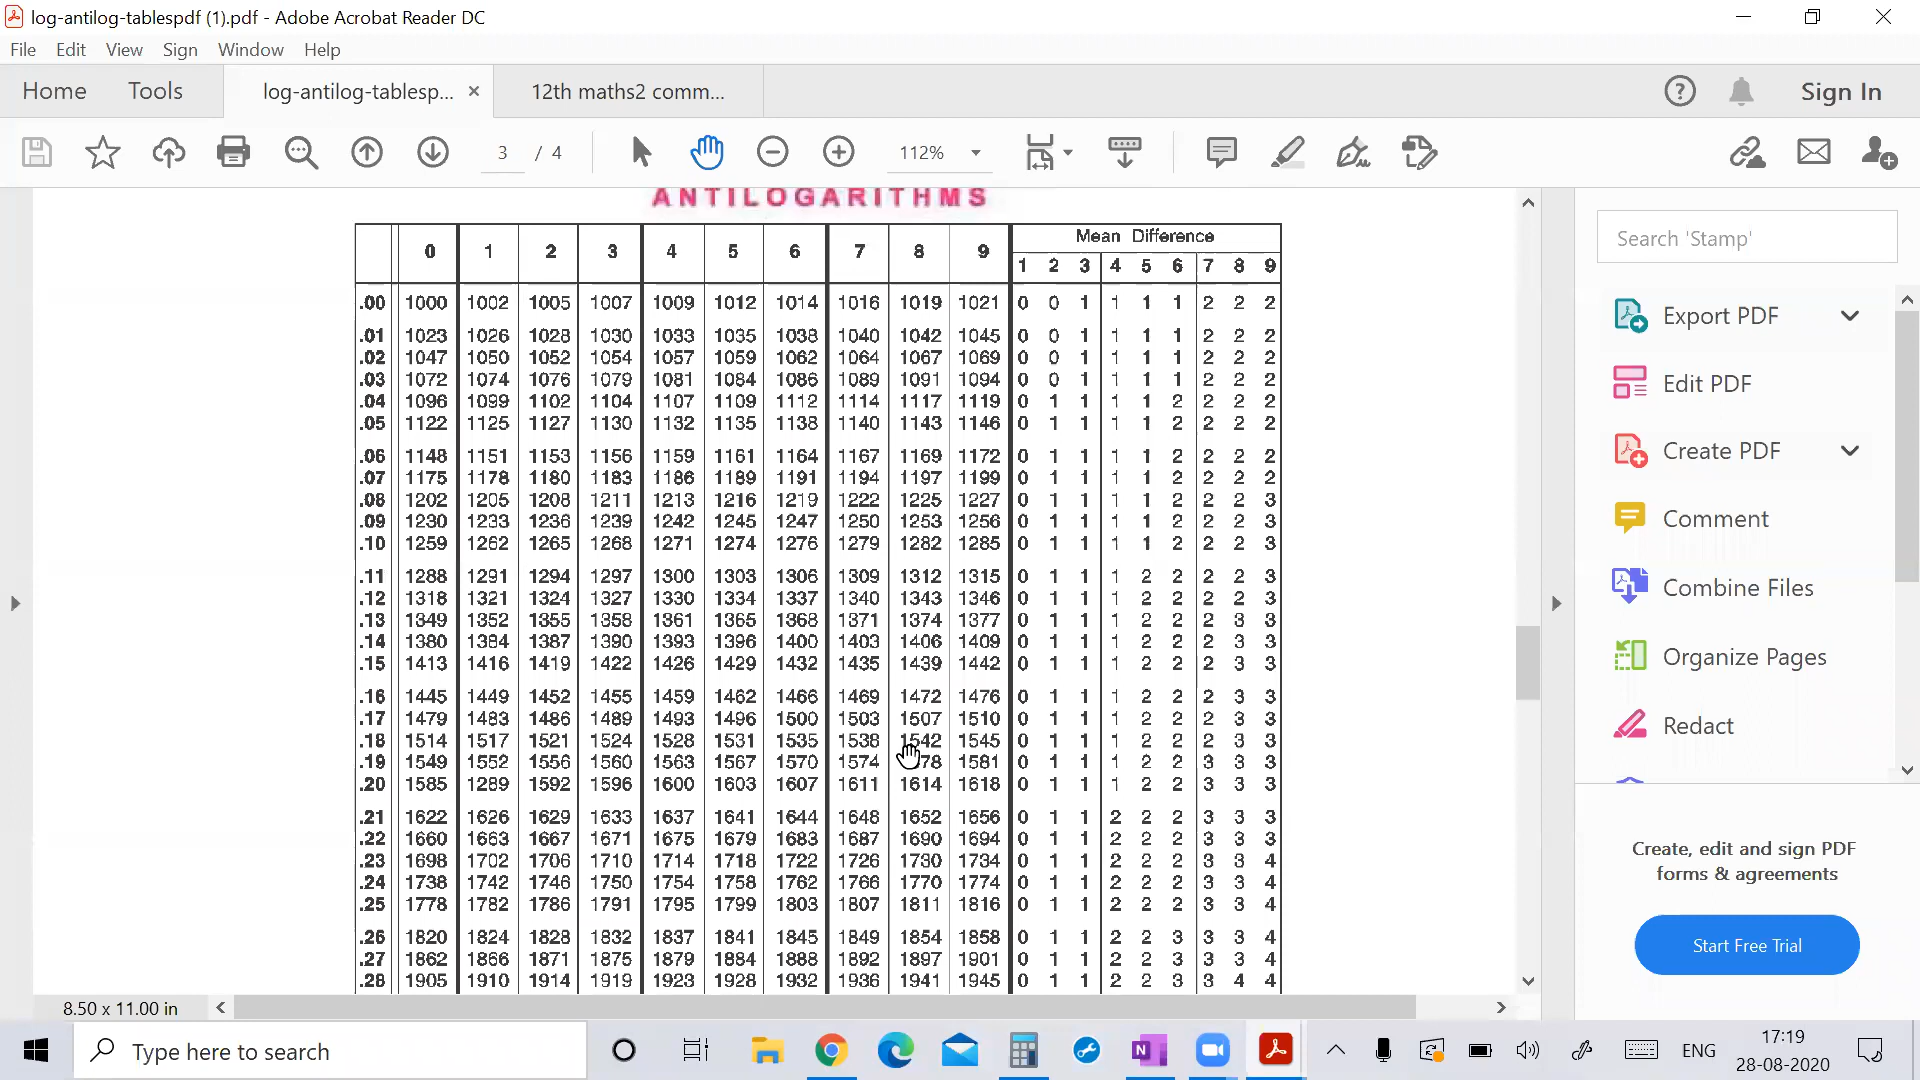 log-antilog-tablespdf (1).pdf - Adobe Acrobat Reader DC
File Edit View Sign Window Help
Home Tools log-antilog-tablesp... × 12th maths2 comm... Sign In
3 / 4 112%
ANTILOGARITHMS
Mean Difference
0 1 2 3 4 5 6 7 8 9 1 2 3 4 5 6 7 8 9
.00 1000 1002 1005 1007 1009 1012 1014 1016 1019 1021 0 0 1 1 1 1 2 2 2
.01 1023 1026 1028 1030 1033 1035 1038 1040 1042 1045 0 0 1 1 1 1 2 2 2
.02 1047 1050 1052 1054 1057 1059 1062 1064 1067 1069 0 0 1 1 1 1 2 2 2
.03 1072 1074 1076 1079 1081 1084 1086 1089 1091 1094 0 0 1 1 1 1 2 2 2
.04 1096 1099 1102 1104 1107 1109 1112 1114 1117 1119 0 1 1 1 1 2 2 2 2
.05 1122 1125 1127 1130 1132 1135 1138 1140 1143 1146 0 1 1 1 1 2 2 2 2
.06 1148 1151 1153 1156 1159 1161 1164 1167 1169 1172 0 1 1 1 1 2 2 2 2
.07 1175 1178 1180 1183 1186 1189 1191 1194 1197 1199 0 1 1 1 1 2 2 2 2
.08 1202 1205 1208 1211 1213 1216 1219 1222 1225 1227 0 1 1 1 1 2 2 2 3
.09 1230 1233 1236 1239 1242 1245 1247 1250 1253 1256 0 1 1 1 1 2 2 2 3
.10 1259 1262 1265 1268 1271 1274 1276 1279 1282 1285 0 1 1 1 1 2 2 2 3
.11 1288 1291 1294 1297 1300 1303 1306 1309 1312 1315 0 1 1 1 2 2 2 2 3
.12 1318 1321 1324 1327 1330 1334 1337 1340 1343 1346 0 1 1 1 2 2 2 2 3
.13 1349 1352 1355 1358 1361 1365 1368 1371 1374 1377 0 1 1 1 2 2 2 3 3
.14 1380 1384 1387 1390 1393 1396 1400 1403 1406 1409 0 1 1 1 2 2 2 3 3
.15 1413 1416 1419 1422 1426 1429 1432 1435 1439 1442 0 1 1 1 2 2 2 3 3
.16 1445 1449 1452 1455 1459 1462 1466 1469 1472 1476 0 1 1 1 2 2 2 3 3
.17 1479 1483 1486 1489 1493 1496 1500 1503 1507 1510 0 1 1 1 2 2 2 3 3
.18 1514 1517 1521 1524 1528 1531 1535 1538 1542 1545 0 1 1 1 2 2 2 3 3
.19 1549 1552 1556 1560 1563 1567 1570 1574 78 1581 0 1 1 1 2 2 3 3 3
.20 1585 1289 1592 1596 1600 1603 1607 1611 1614 1618 0 1 1 1 2 2 3 3 3
.21 1622 1626 1629 1633 1637 1641 1644 1648 1652 1656 0 1 1 2 2 2 3 3 3
.22 1660 1663 1667 1671 1675 1679 1683 1687 1690 1694 0 1 1 2 2 2 3 3 3
.23 1698 1702 1706 1710 1714 1718 1722 1726 1730 1734 0 1 1 2 2 2 3 3 4
.24 1738 1742 1746 1750 1754 1758 1762 1766 1770 1774 0 1 1 2 2 2 3 3 4
.25 1778 1782 1786 1791 1795 1799 1803 1807 1811 1816 0 1 1 2 2 2 3 3 4
.26 1820 1824 1828 1832 1837 1841 1845 1849 1854 1858 0 1 1 2 2 3 3 3 4
.27 1862 1866 1871 1875 1879 1884 1888 1892 1897 1901 0 1 1 2 2 3 3 3 4
.28 1905 1910 1914 1919 1923 1928 1932 1936 1941 1945 0 1 1 2 2 3 3 4 4
8.50 x 11.00 in
Search 'Stamp'
Export PDF
Edit PDF
Create PDF
Comment
Combine Files
Organize Pages
Redact
Create, edit and sign PDF
forms & agreements
Start Free Trial
Type here to search
ENG
17:19
28-08-2020